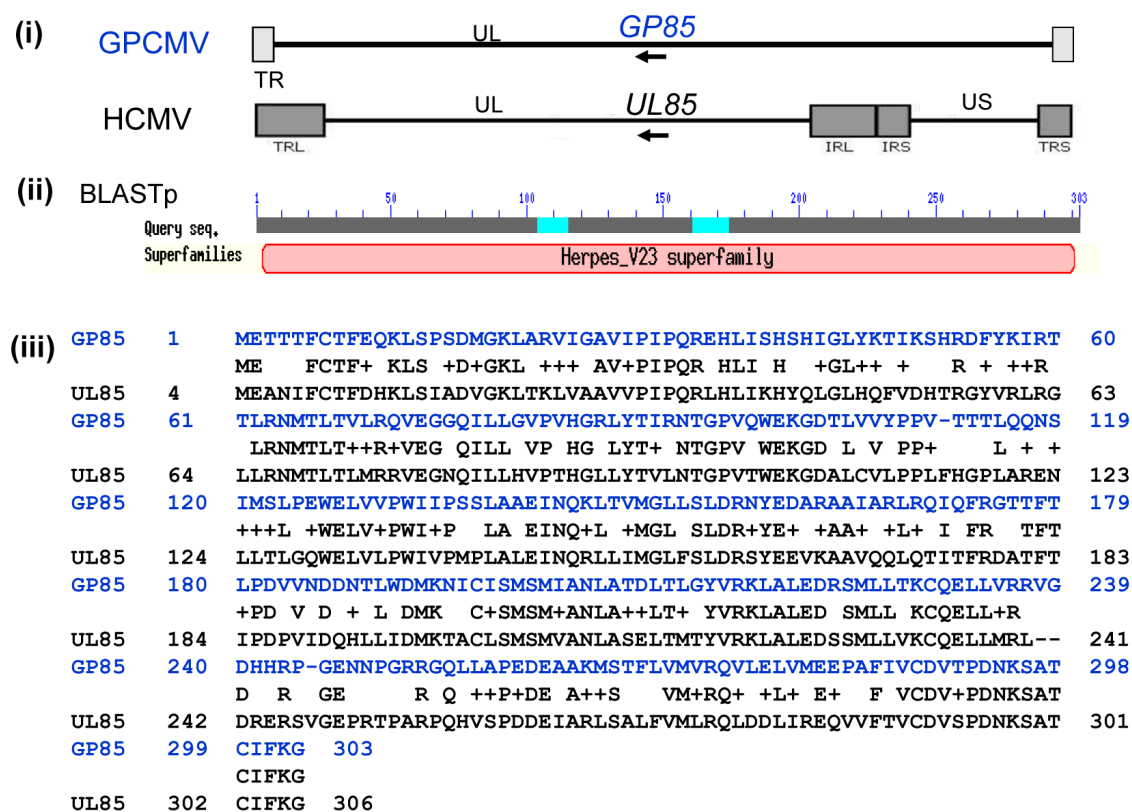 (i)
GPCMV UL GP85
TR
HCMV UL UL85 US
TRL IRL IRS TRS
(ii) BLASTp
1 50 100 150 200 250 303
Query seq.
Superfamilies Herpes_V23 superfamily
(iii)
GP85 1 METTTFCTFEQKLSPSDMGKLARVIGAVIPIPQREHLISHSHIGLYKTIKSHRDFYKIRT 60
ME FCTF+ KLS +D+GKL +++ AV+PIPQR HLI H +GL++ + R + ++R
UL85 4 MEANIFCTFDHKLSIADVGKLTKLVAAVVPIPQRLHLIKHYQLGLHQFVDHTRGYVRLRG 63
GP85 61 TLRNMTLTVLRQVEGGQILLGVPVHGRLYTIRNTGPVQWEKGDTLVVYPPV-TTTLQQNS 119
LRNMTLT++R+VEG QILL VP HG LYT+ NTGPV WEKGD L V PP+ L + +
UL85 64 LLRNMTLTLMRRVEGNQILLHVPTHGLLYTVLNTGPVTWEKGDALCVLPPLFHGPLAREN 123
GP85 120 IMSLPEWELVVPWIIPSSLAAEINQKLTVMGLLSLDRNYEDARAAIARLRQIQFRGTTFT 179
+++L +WELV+PWI+P LA EINQ+L +MGL SLDR+YE+ +AA+ +L+ I FR TFT
UL85 124 LLTLGQWELVLPWIVPMPLALEINQRLLIMGLFSLDRSYEEVKAAVQQLQTITFRDATFT 183
GP85 180 LPDVVNDDNTLWDMKNICISMSMIANLATDLTLGYVRKLALEDRSMLLTKCQELLVRRVG 239
+PD V D + L DMK C+SMSM+ANLA++LT+ YVRKLALED SMLL KCQELL+R
UL85 184 IPDPVIDQHLLIDMKTACLSMSMVANLASELTMTYVRKLALEDSSMLLVKCQELLMRL-- 241
GP85 240 DHHRP-GENNPGRRGQLLAPEDEAAKMSTFLVMVRQVLELVMEEPAFIVCDVTPDNKSAT 298
D R GE R Q ++P+DE A++S VM+RQ+ +L+ E+ F VCDV+PDNKSAT
UL85 242 DRERSVGEPRTPARPQHVSPDDEIARLSALFVMLRQLDDLIREQVVFTVCDVSPDNKSAT 301
GP85 299 CIFKG 303
CIFKG
UL85 302 CIFKG 306